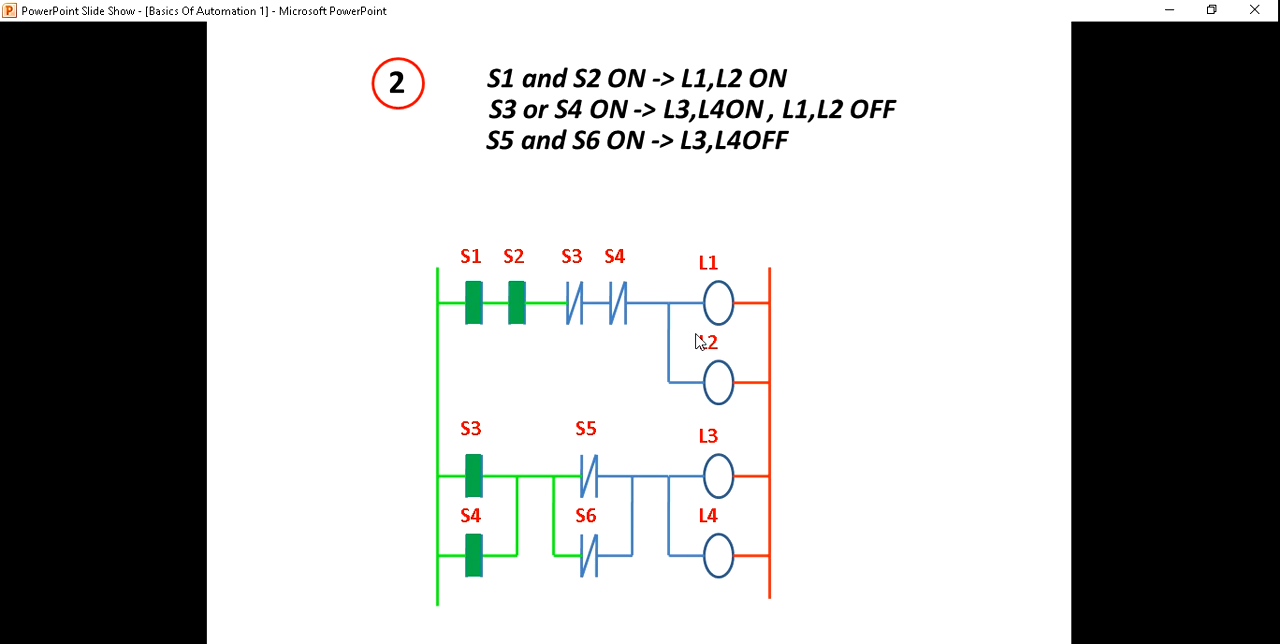 PowerPoint Slide Show - [Basics Of Automation 1] - Microsoft PowerPoint
2
S1 and S2 ON -> L1,L2 ON
S3 or S4 ON -> L3,L4ON , L1,L2 OFF
S5 and S6 ON -> L3,L4OFF
S1 S2 S3 S4 L1
L2
S3 S5 L3
S4 S6 L4